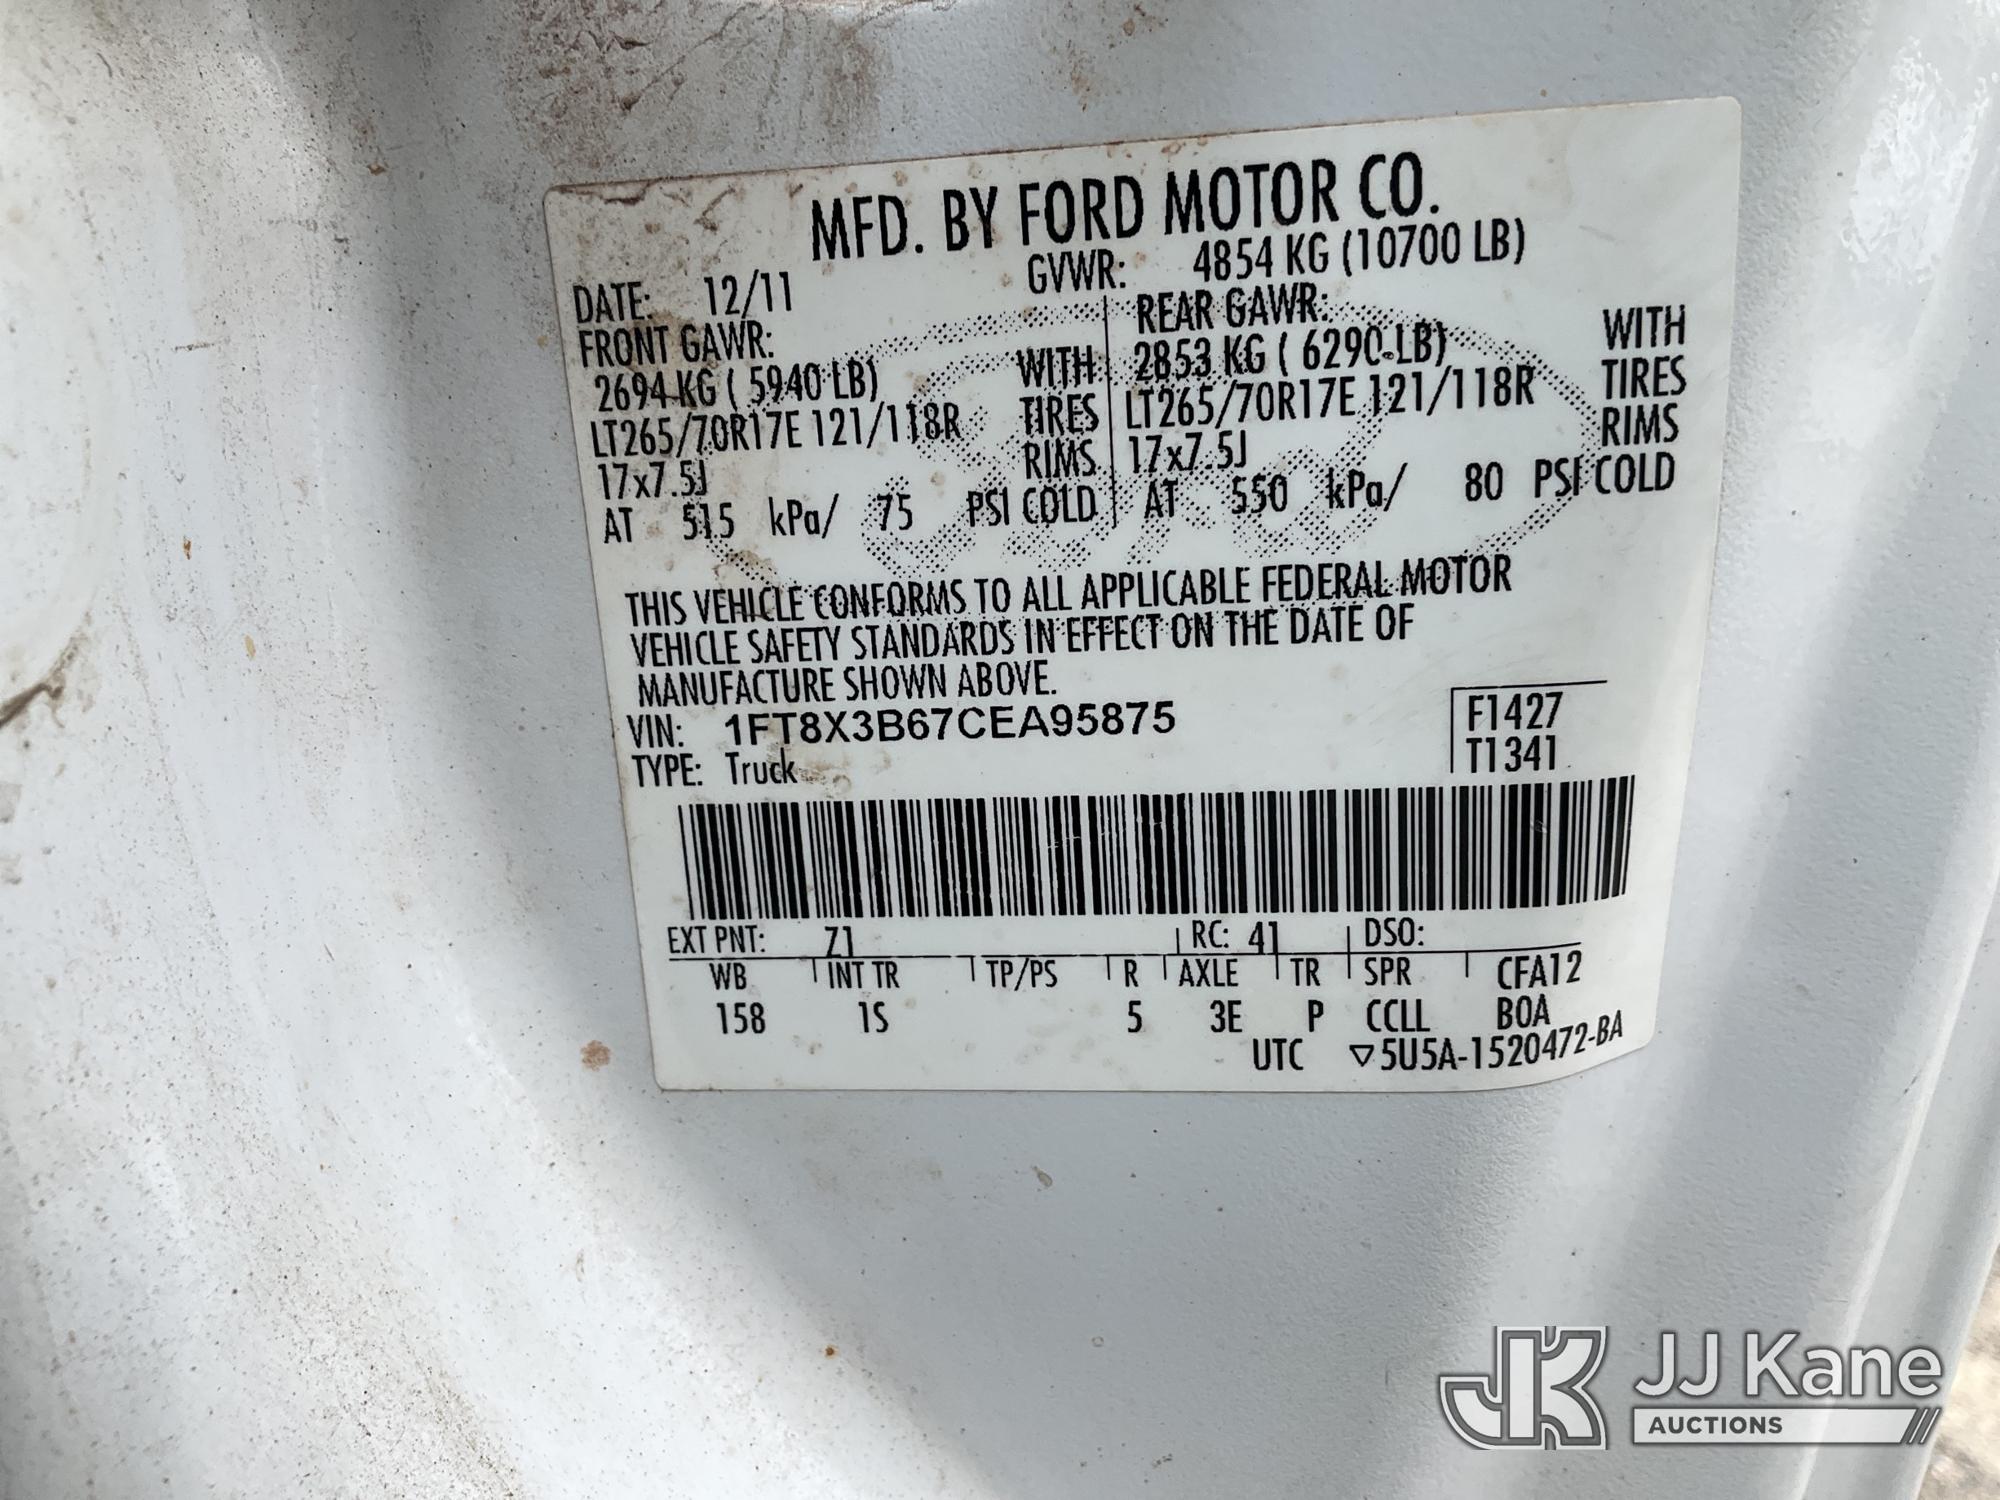 MFD. BY FORD MOTOR CO.
DATE: 12/11 GVWR: 4854 KG (10700 LB)
FRONT GAWR: REAR GAWR:
2694 KG ( 5940 LB) WITH 2853 KG ( 6290 LB) WITH
LT265/70R17E 121/118R TIRES LT265/70R17E 121/118R TIRES
17x7.5J RIMS 17x7.5J RIMS
AT 515 kPa/ 75 PSI COLD AT 550 kPa/ 80 PSI COLD
THIS VEHICLE CONFORMS TO ALL APPLICABLE FEDERAL MOTOR
VEHICLE SAFETY STANDARDS IN EFFECT ON THE DATE OF
MANUFACTURE SHOWN ABOVE.
VIN: 1FT8X3B67CEA95875 F1427
TYPE: Truck T1341
EXT PNT: Z1 RC: 41 DSO:
WB INT TR TP/PS R AXLE TR SPR CFA12
158 1S 5 3E P CCLL BOA
UTC ▽5U5A-1520472-BA
JK JJ Kane
AUCTIONS